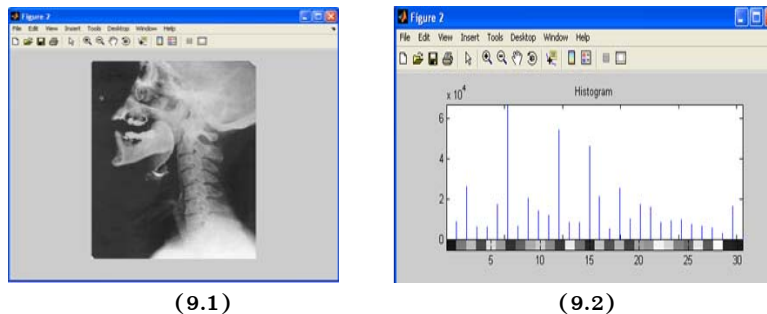 Figure 2
File Edit View Insert Tools Desktop Window Help
(9.1)
Figure 2
File Edit View Insert Tools Desktop Window Help
x 10^4
Histogram
6
4
2
0
5 10 15 20 25 30
(9.2)